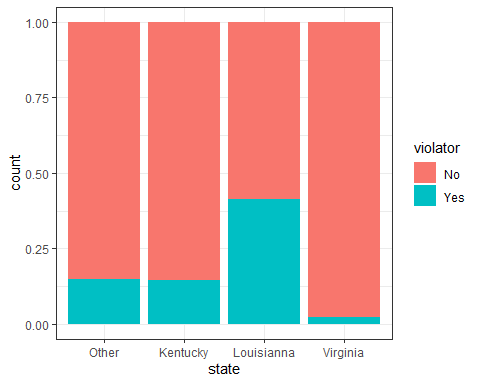 1.00
0.75
0.50
0.25
0.00
count
Other Kentucky Louisianna Virginia
state
violator
No
Yes